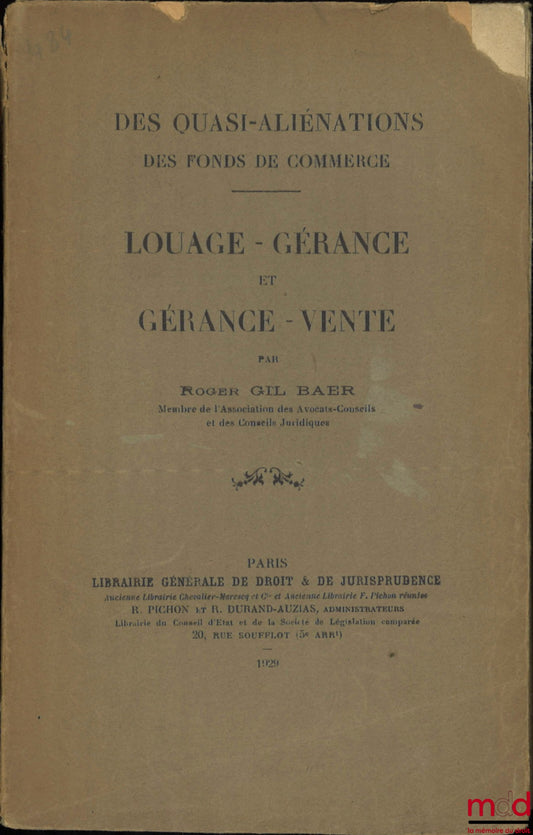 DES QUASI-ALIÉNATIONS
DES FONDS DE COMMERCE
LOUAGE - GÉRANCE
ET
GÉRANCE - VENTE
PAR
ROGER GIL BAER
Membre de l'Association des Avocats-Conseils
et des Conseils Juridiques
PARIS
LIBRAIRIE GÉNÉRALE DE DROIT & DE JURISPRUDENCE
Ancienne Librairie Chevalier-Marescq et Cie et Ancienne Librairie F. Pichon réunies
R. PICHON ET R. DURAND-AUZIAS, ADMINISTRATEURS
Librairie du Conseil d'Etat et de la Société de Législation comparée
20, RUE SOUFFLOT (5e ARRt)
1929
mdd
la mémoire du droit